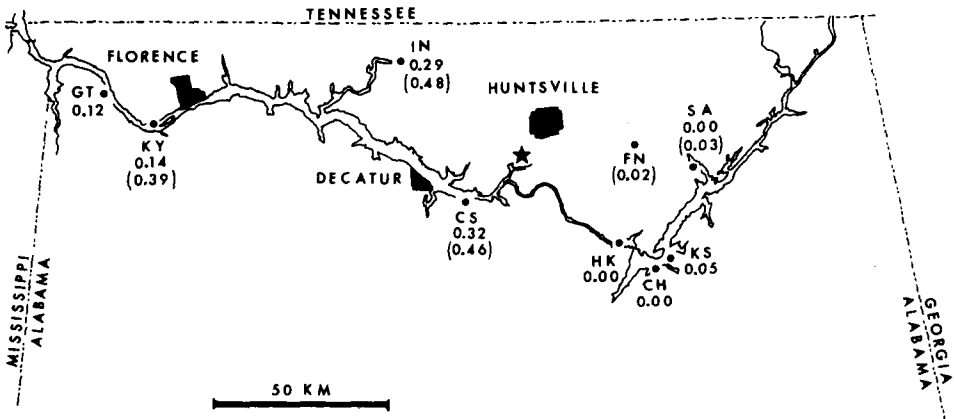 TENNESSEE
FLORENCE
IN
0.29
(0.48)
HUNTSVILLE
GT
0.12
KY
0.14
(0.39)
SA
0.00
(0.03)
FN
(0.02)
DECATUR
CS
0.32
(0.46)
HK
0.00
KS
0.05
CH
0.00
MISSISSIPPI
ALABAMA
GEORGIA
ALABAMA
50 KM